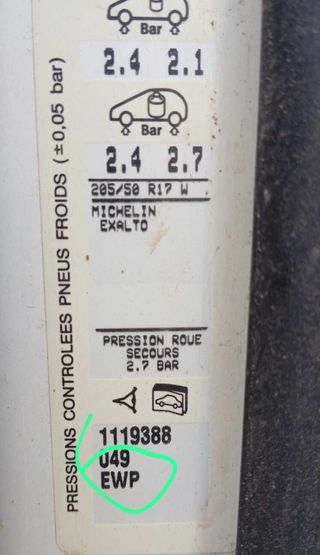 Bar
2.4 2.1
Bar
2.4 2.7
205/50 R17 W
MICHELIN
EXALTO
PRESSION ROUE
SECOURS
2.7 BAR
1119388
049
EWP
PRESSIONS CONTROLEES PNEUS FROIDS (±0,05 bar)